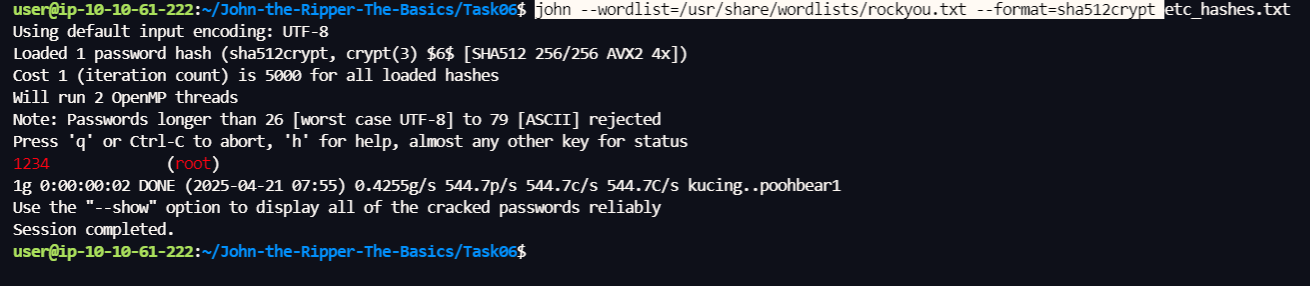 user@ip-10-10-61-222:~/John-the-Ripper-The-Basics/Task06$ john --wordlist=/usr/share/wordlists/rockyou.txt --format=sha512crypt etc_hashes.txt
Using default input encoding: UTF-8
Loaded 1 password hash (sha512crypt, crypt(3) $6$ [SHA512 256/256 AVX2 4x])
Cost 1 (iteration count) is 5000 for all loaded hashes
Will run 2 OpenMP threads
Note: Passwords longer than 26 [worst case UTF-8] to 79 [ASCII] rejected
Press 'q' or Ctrl-C to abort, 'h' for help, almost any other key for status
1234             (root)
1g 0:00:00:02 DONE (2025-04-21 07:55) 0.4255g/s 544.7p/s 544.7c/s 544.7C/s kucing..poohbear1
Use the "--show" option to display all of the cracked passwords reliably
Session completed.
user@ip-10-10-61-222:~/John-the-Ripper-The-Basics/Task06$